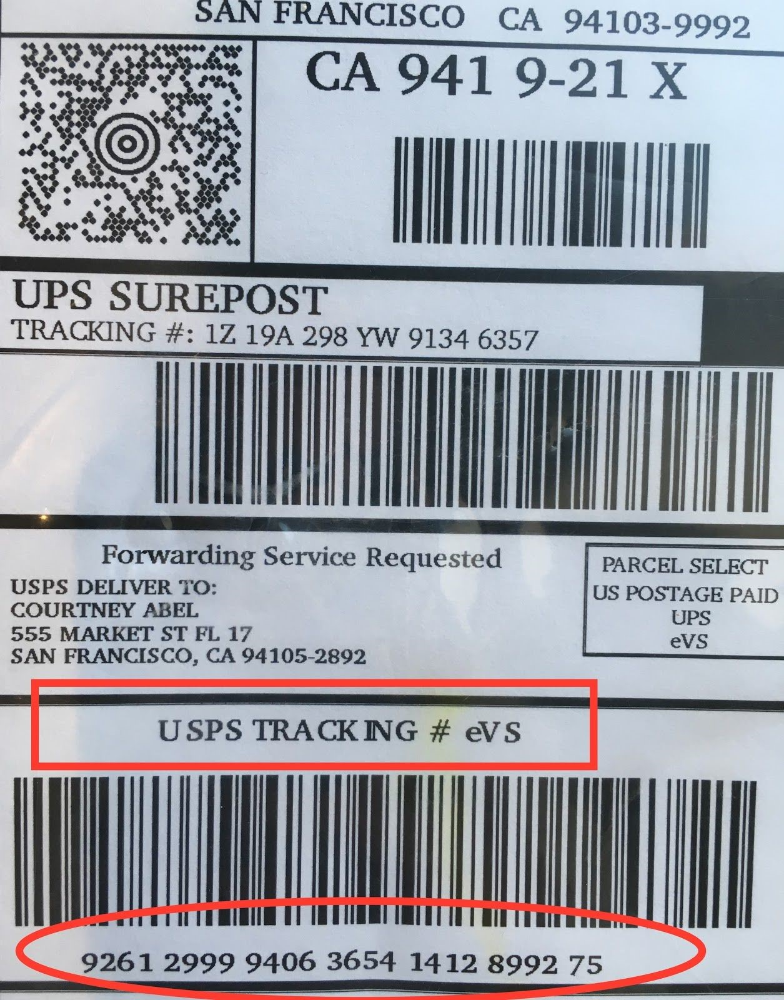 SAN FRANCISCO CA 94103-9992
CA 941 9-21 X
UPS SUREPOST
TRACKING #: 1Z 19A 298 YW 9134 6357
Forwarding Service Requested
USPS DELIVER TO:
COURTNEY ABEL
555 MARKET ST FL 17
SAN FRANCISCO, CA 94105-2892
PARCEL SELECT
US POSTAGE PAID
UPS
eVS
USPS TRACKING # eVS
9261 2999 9406 3654 1412 8992 75